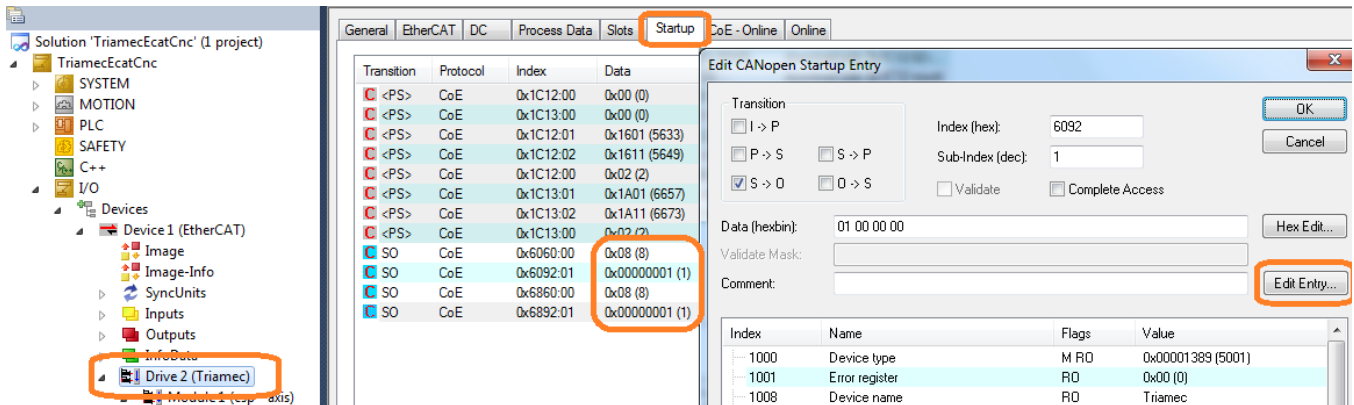 Solution 'TriamecEcatCnc' (1 project)
TriamecEcatCnc
SYSTEM
MOTION
PLC
SAFETY
C++
I/O
Devices
Device 1 (EtherCAT)
Image
Image-Info
SyncUnits
Inputs
Outputs
InfoData
Drive 2 (Triamec)
Module 1 (csp - axis)
General EtherCAT DC Process Data Slots Startup CoE - Online Online
Transition Protocol Index Data
C <PS> CoE 0x1C12:00 0x00 (0)
C <PS> CoE 0x1C13:00 0x00 (0)
C <PS> CoE 0x1C12:01 0x1601 (5633)
C <PS> CoE 0x1C12:02 0x1611 (5649)
C <PS> CoE 0x1C12:00 0x02 (2)
C <PS> CoE 0x1C13:01 0x1A01 (6657)
C <PS> CoE 0x1C13:02 0x1A11 (6673)
C <PS> CoE 0x1C13:00 0x02 (2)
C SO CoE 0x6060:00 0x08 (8)
C SO CoE 0x6092:01 0x00000001 (1)
C SO CoE 0x6860:00 0x08 (8)
C SO CoE 0x6892:01 0x00000001 (1)
Edit CANopen Startup Entry
Transition
I -> P
P -> S S -> P
S -> O O -> S
Index (hex): 6092
Sub-Index (dec): 1
Validate Complete Access
OK
Cancel
Data (hexbin): 01 00 00 00
Hex Edit...
Validate Mask:
Comment:
Edit Entry...
Index Name Flags Value
1000 Device type M RO 0x00001389 (5001)
1001 Error register RO 0x00 (0)
1008 Device name RO Triamec